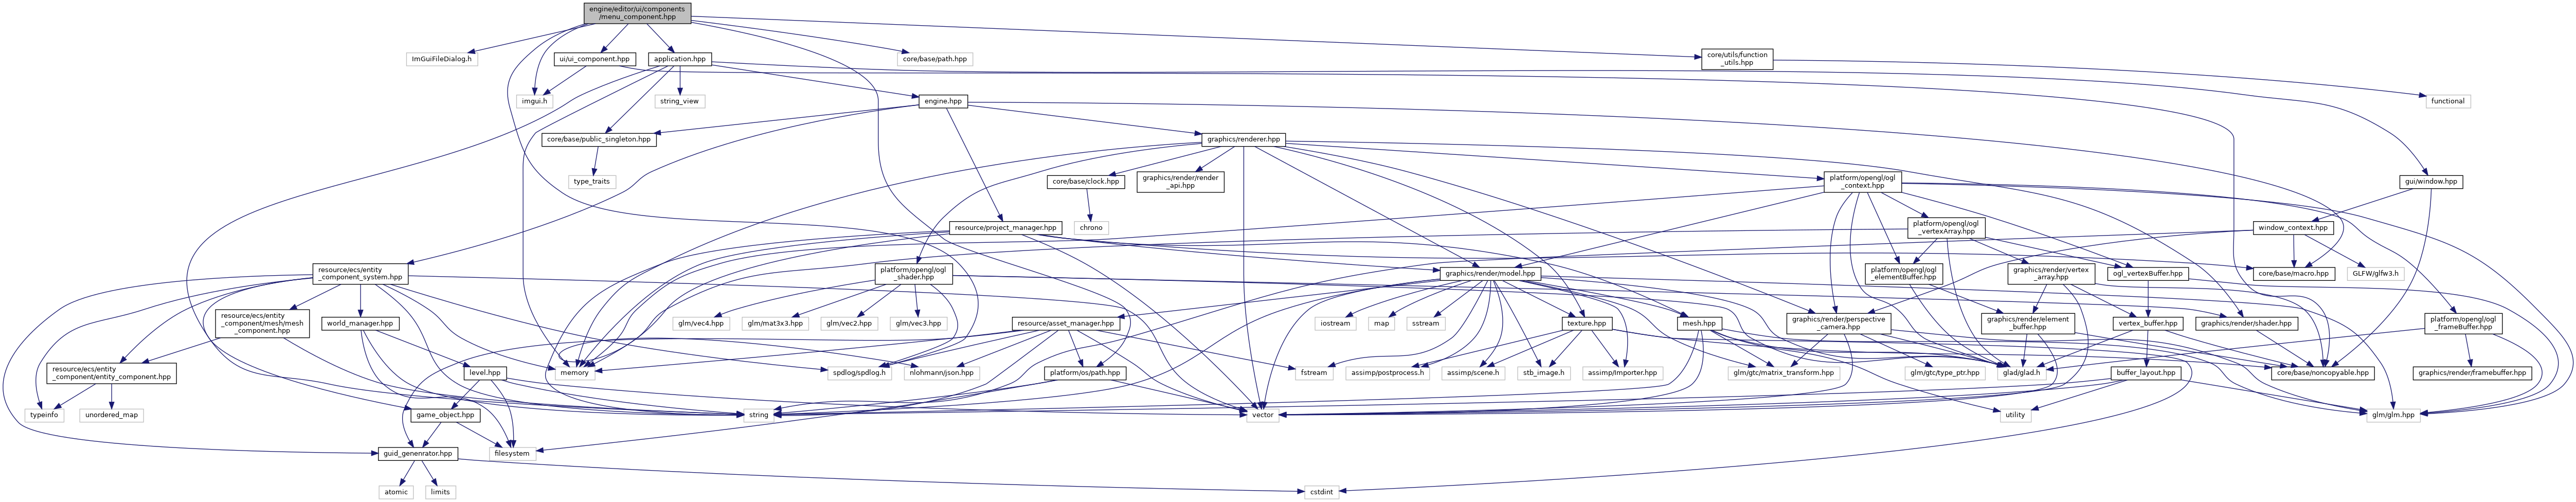 engine/editor/ui/components
/menu_component.hpp
ImGuiFileDialog.h
ui/ui_component.hpp
application.hpp
core/base/path.hpp
core/utils/function
_utils.hpp
imgui.h
string_view
engine.hpp
functional
core/base/public_singleton.hpp
graphics/renderer.hpp
type_traits
core/base/clock.hpp
graphics/render/render
_api.hpp
platform/opengl/ogl
_context.hpp
gui/window.hpp
resource/project_manager.hpp
chrono
platform/opengl/ogl
_vertexArray.hpp
window_context.hpp
resource/ecs/entity
_component_system.hpp
platform/opengl/ogl
_shader.hpp
graphics/render/model.hpp
platform/opengl/ogl
_elementBuffer.hpp
graphics/render/vertex
_array.hpp
ogl_vertexBuffer.hpp
core/base/macro.hpp
GLFW/glfw3.h
resource/ecs/entity
_component/mesh/mesh
_component.hpp
world_manager.hpp
glm/vec4.hpp
glm/mat3x3.hpp
glm/vec2.hpp
glm/vec3.hpp
resource/asset_manager.hpp
iostream
map
sstream
texture.hpp
mesh.hpp
graphics/render/perspective
_camera.hpp
graphics/render/element
_buffer.hpp
vertex_buffer.hpp
graphics/render/shader.hpp
platform/opengl/ogl
_frameBuffer.hpp
resource/ecs/entity
_component/entity_component.hpp
level.hpp
memory
spdlog/spdlog.h
nlohmann/json.hpp
platform/os/path.hpp
fstream
assimp/postprocess.h
assimp/scene.h
stb_image.h
assimp/Importer.hpp
glm/gtc/matrix_transform.hpp
glm/gtc/type_ptr.hpp
glad/glad.h
buffer_layout.hpp
core/base/noncopyable.hpp
graphics/render/framebuffer.hpp
typeinfo
unordered_map
game_object.hpp
string
vector
utility
glm/glm.hpp
guid_genenrator.hpp
filesystem
atomic
limits
cstdint